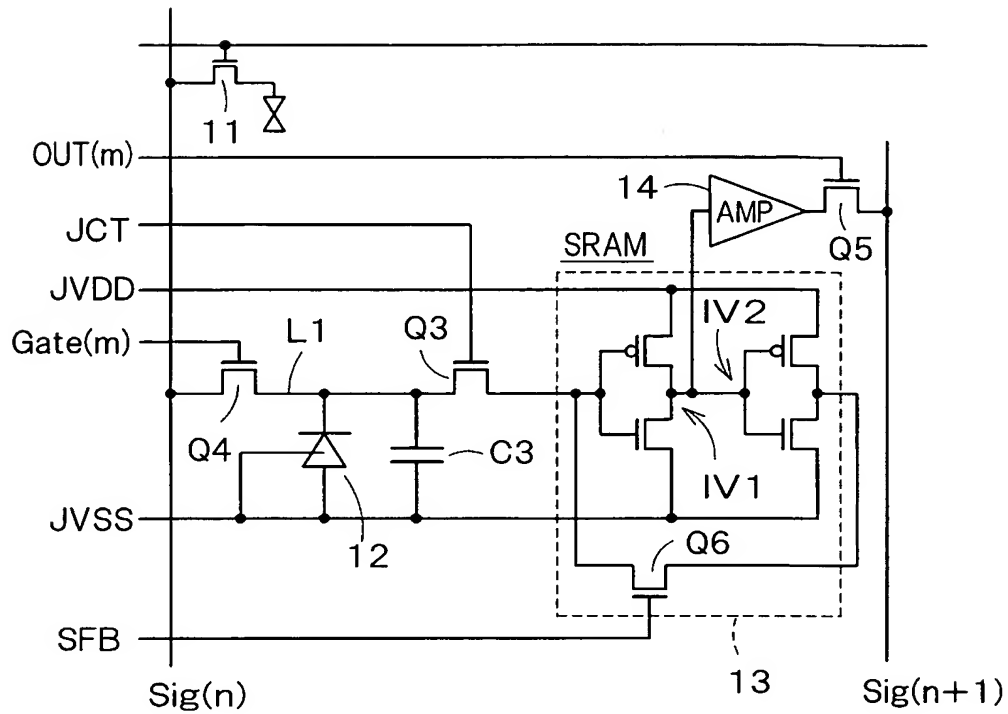 11
OUT(m)
14
AMP
Q5
JCT
SRAM
JVDD
IV2
Gate(m)
L1
Q3
Q4
C3
IV1
JVSS
12
Q6
SFB
13
Sig(n)
Sig(n+1)